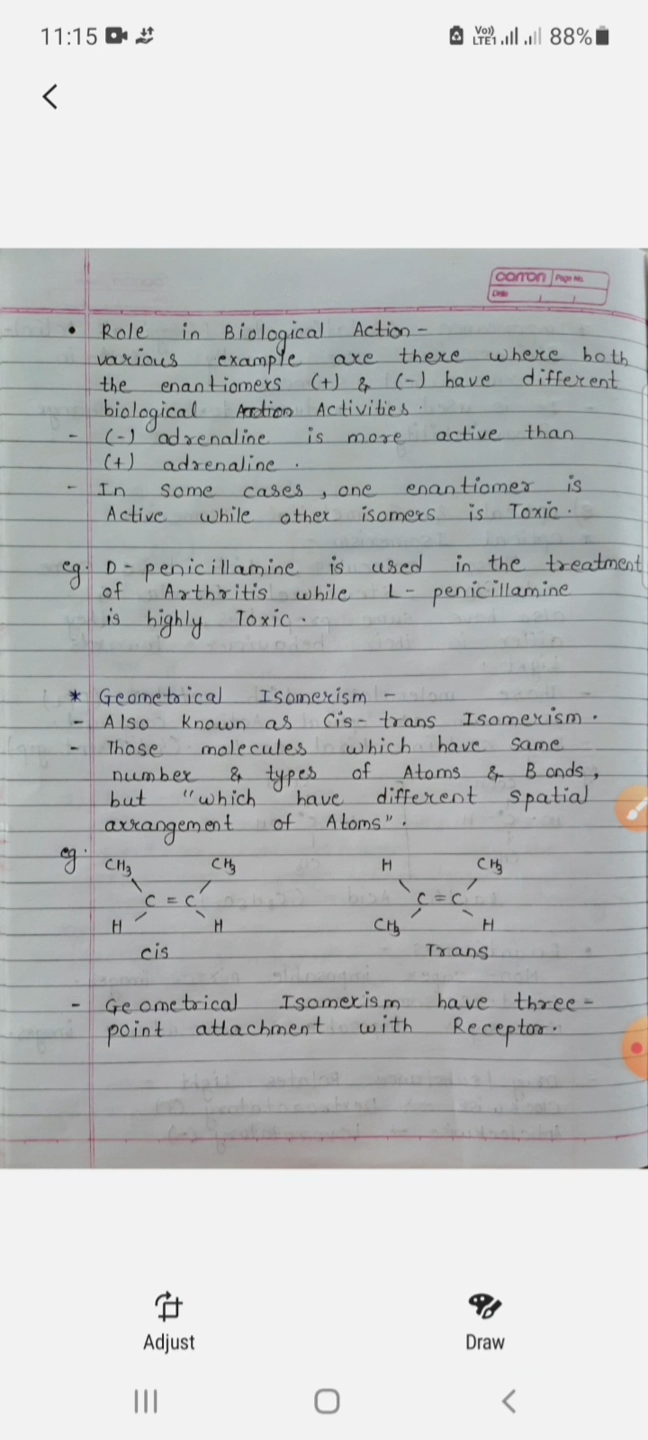 11:15
Vo)) LTE1 88%
carron Page No.
Date
• Role in Biological Action -
various example are there where both
the enantiomers (+) & (-) have different
biological Action Activities.
- (-) adrenaline is more active than
(+) adrenaline .
- In some cases, one enantiomer is
Active while other isomers is Toxic.
eg. D-penicillamine is used in the treatment
of Arthritis while L- penicillamine
is highly Toxic.
* Geometrical Isomerism -
- Also known as Cis-trans Isomerism.
- Those molecules which have same
number & types of Atoms & Bonds,
but "which have different spatial
arrangement of Atoms".
eg. CH3 CH3 H CH3
C = C C = C
H H CH3 H
cis Trans
- Geometrical Isomerism have three-
point attachment with Receptor.
Adjust Draw